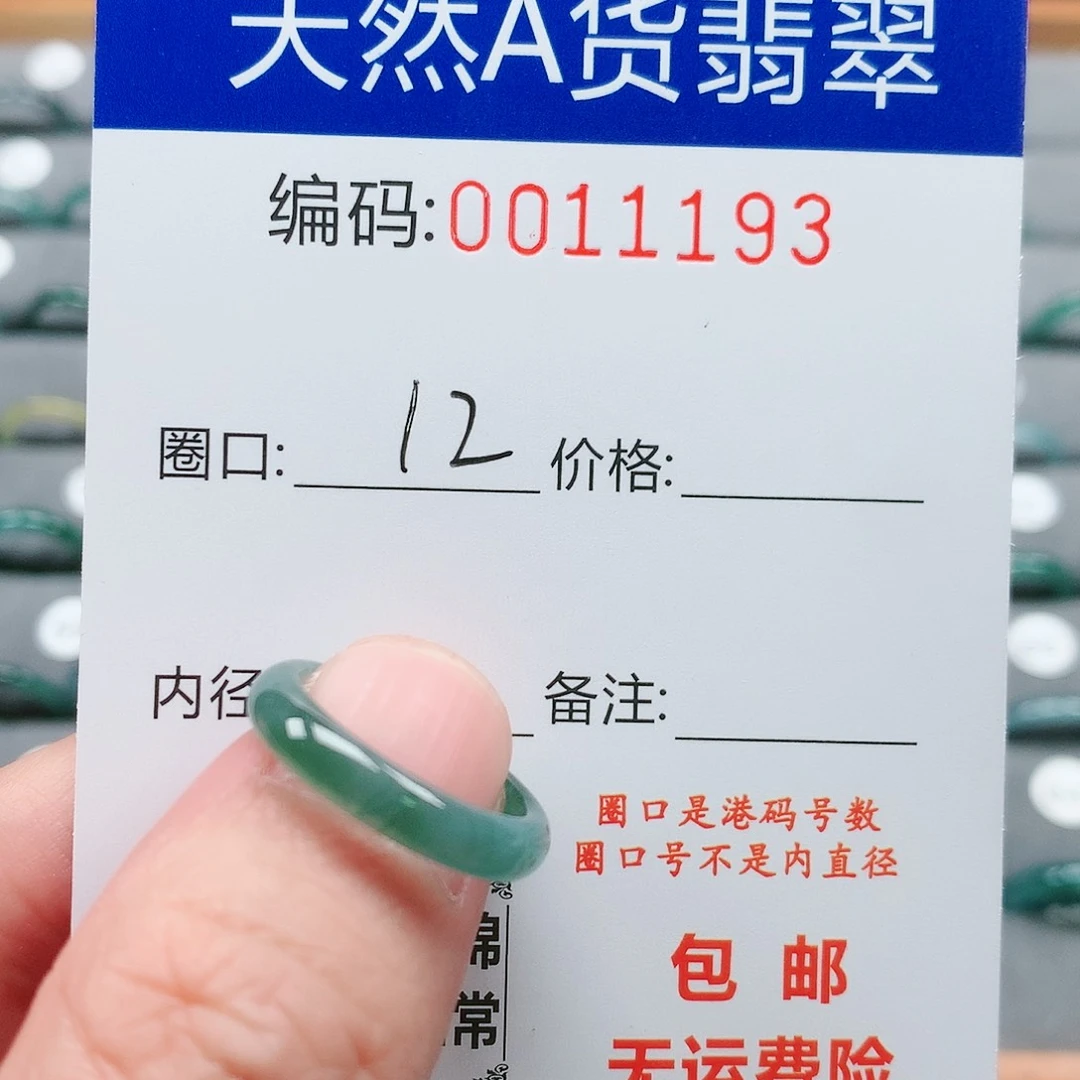 天然A货翡翠
编码:0011193
圈口: 12 价格:
内径 备注:
圈口是港码号数
圈口号不是内直径
棉
常
包 邮
无运费险